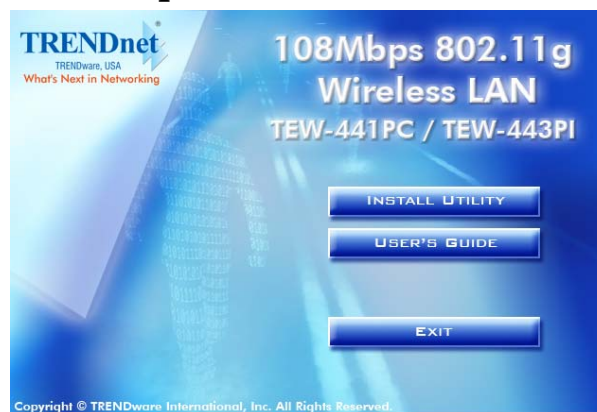 TRENDnet
TRENDware, USA
What's Next in Networking
108Mbps 802.11g
Wireless LAN
TEW-441PC / TEW-443PI
INSTALL UTILITY
USER'S GUIDE
EXIT
Copyright © TRENDware International, Inc. All Rights Reserved.